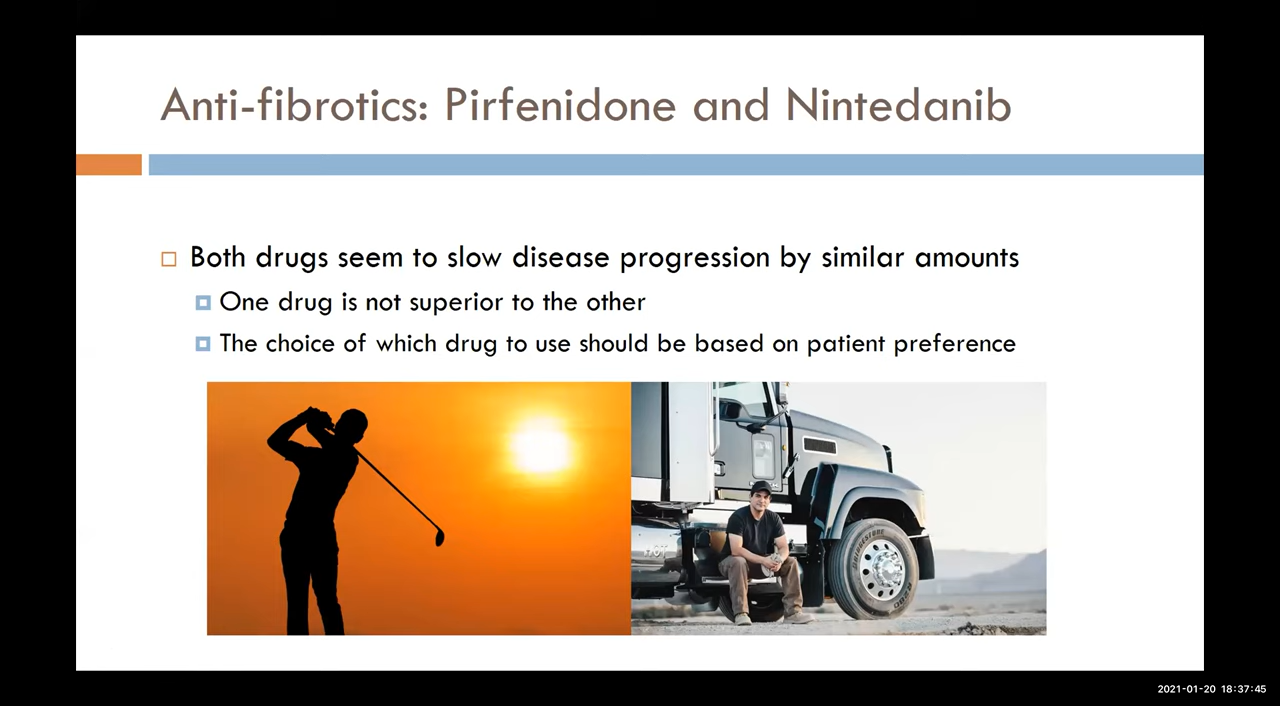 Anti-fibrotics: Pirfenidone and Nintedanib
Both drugs seem to slow disease progression by similar amounts
One drug is not superior to the other
The choice of which drug to use should be based on patient preference
BRIDGESTONE
2021-01-20 18:37:45